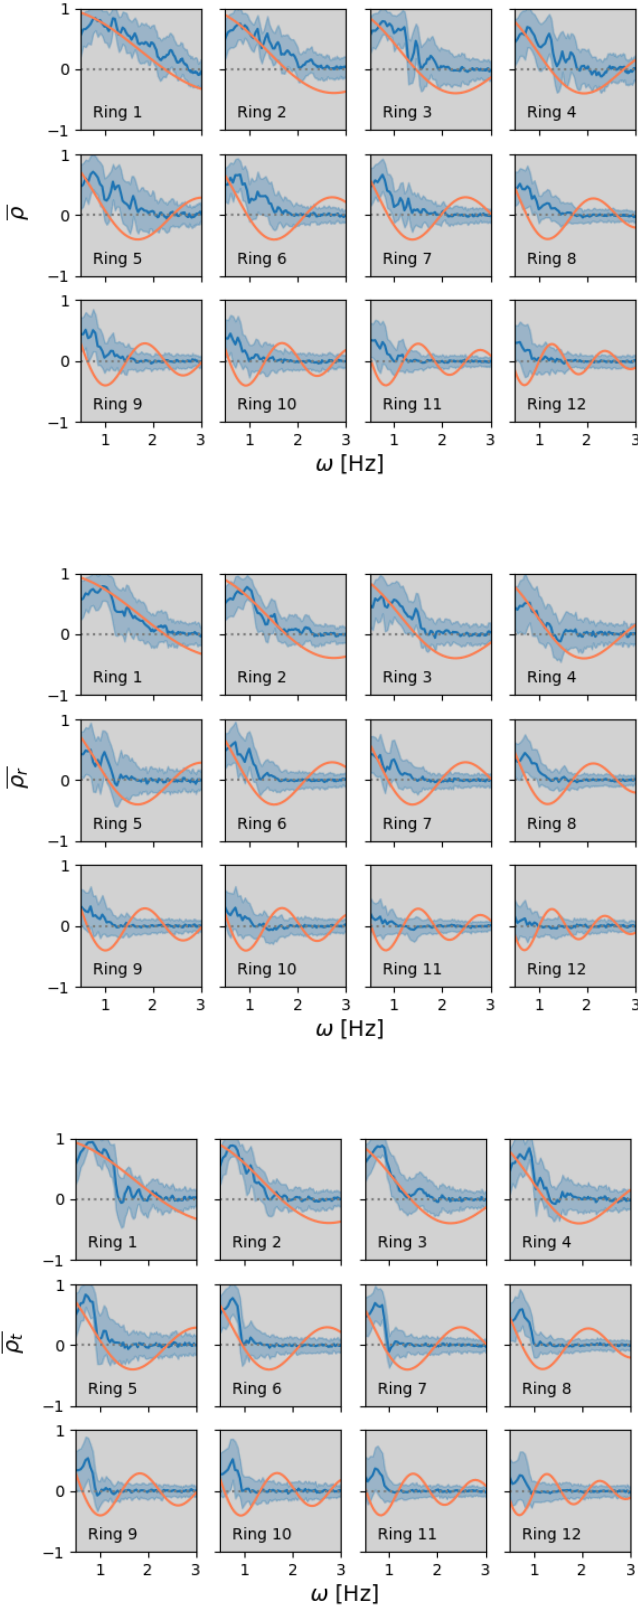 1
0
−1
Ring 1
Ring 2
Ring 3
Ring 4
1
0
−1
ρ̅
Ring 5
Ring 6
Ring 7
Ring 8
1
0
−1
Ring 9
Ring 10
Ring 11
Ring 12
1 2 3 1 2 3 1 2 3 1 2 3
ω [Hz]
1
0
−1
Ring 1
Ring 2
Ring 3
Ring 4
1
0
−1
ρ̅ᵣ
Ring 5
Ring 6
Ring 7
Ring 8
1
0
−1
Ring 9
Ring 10
Ring 11
Ring 12
1 2 3 1 2 3 1 2 3 1 2 3
ω [Hz]
1
0
−1
Ring 1
Ring 2
Ring 3
Ring 4
1
0
−1
ρ̅ₜ
Ring 5
Ring 6
Ring 7
Ring 8
1
0
−1
Ring 9
Ring 10
Ring 11
Ring 12
1 2 3 1 2 3 1 2 3 1 2 3
ω [Hz]